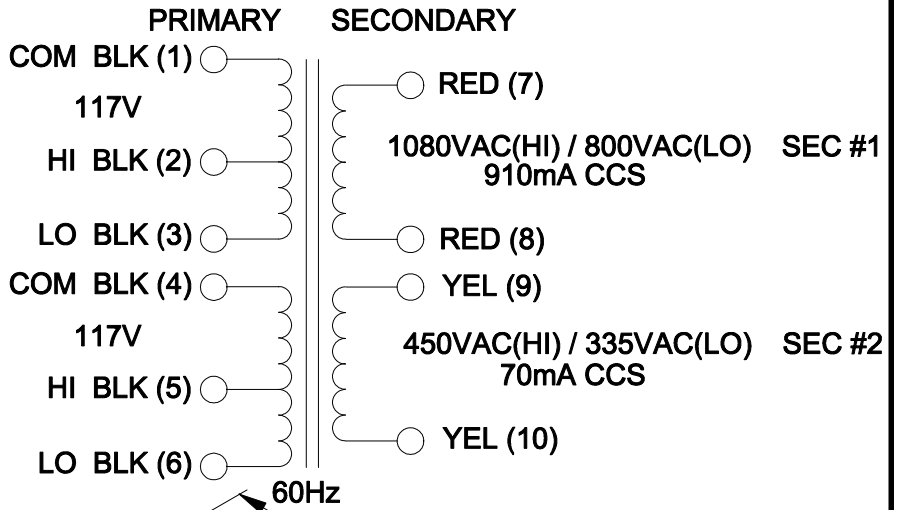 PRIMARY SECONDARY
COM BLK (1)
RED (7)
117V
1080VAC(HI) / 800VAC(LO) SEC #1
HI BLK (2)
910mA CCS
LO BLK (3)
RED (8)
COM BLK (4)
YEL (9)
117V
450VAC(HI) / 335VAC(LO) SEC #2
70mA CCS
HI BLK (5)
YEL (10)
LO BLK (6)
60Hz